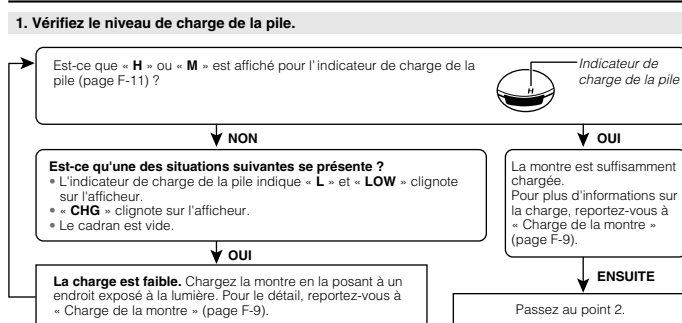 1. Vérifiez le niveau de charge de la pile.
Est-ce que « H » ou « M » est affiché pour l'indicateur de charge de la
pile (page F-11) ?
H
Indicateur de
charge de la pile
NON
OUI
Est-ce qu'une des situations suivantes se présente ?
• L'indicateur de charge de la pile indique « L » et « LOW » clignote
sur l'afficheur.
• « CHG » clignote sur l'afficheur.
• Le cadran est vide.
La montre est suffisamment
chargée.
Pour plus d'informations sur
la charge, reportez-vous à
« Charge de la montre »
(page F-9).
OUI
ENSUITE
La charge est faible. Chargez la montre en la posant à un
endroit exposé à la lumière. Pour le détail, reportez-vous à
« Charge de la montre » (page F-9).
Passez au point 2.